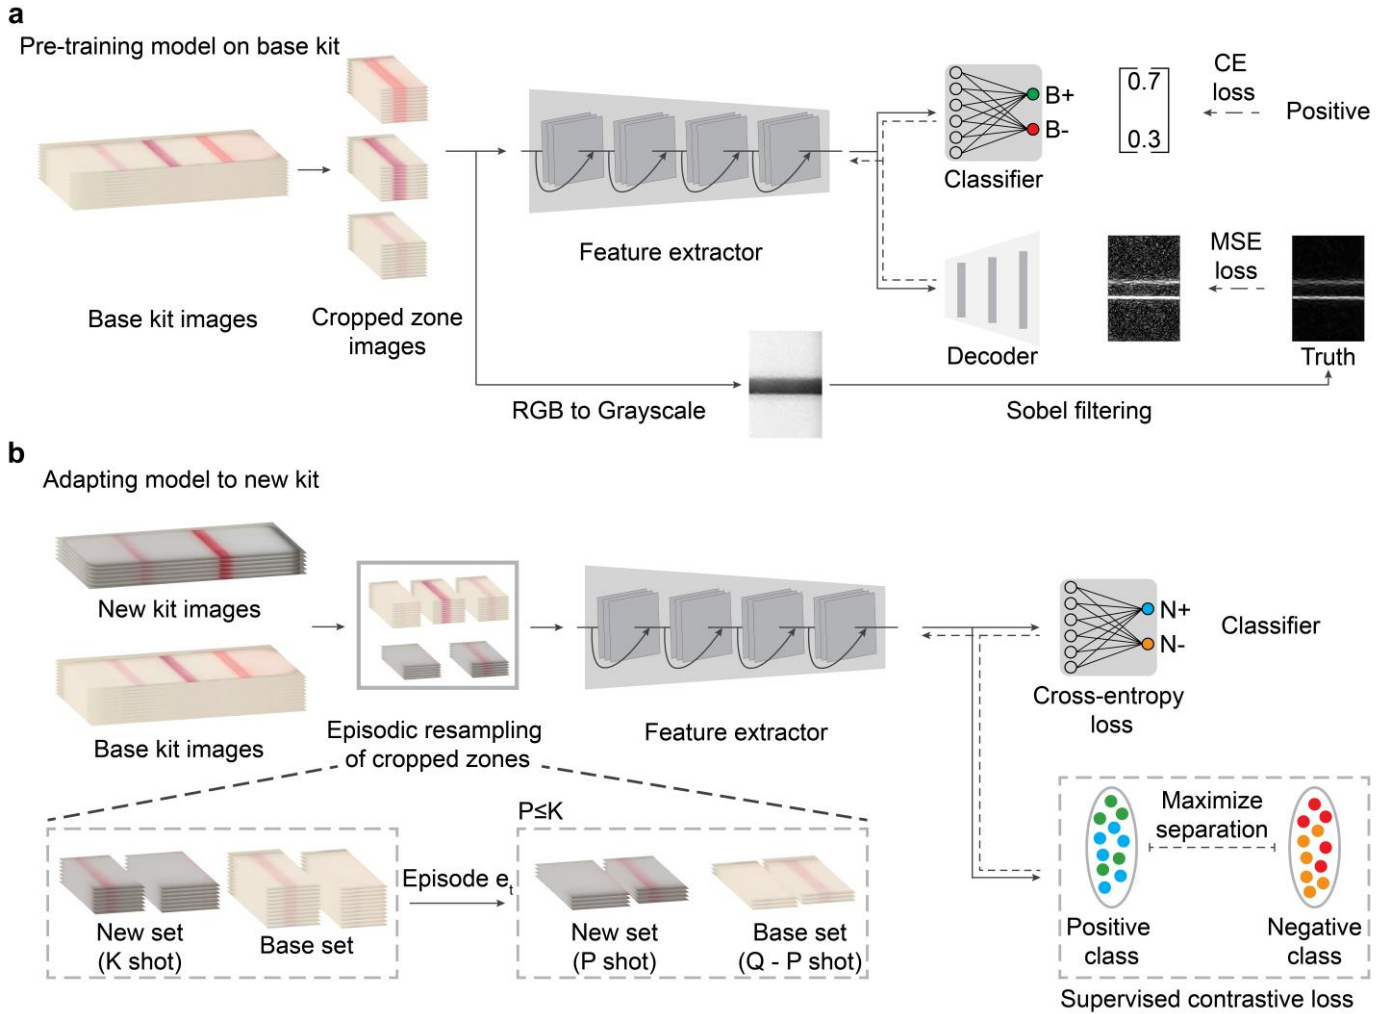 a
Pre-training model on base kit
Base kit images
Cropped zone
images
Feature extractor
B+
B-
Classifier
0.7
0.3
CE
loss
Positive
Decoder
MSE
loss
Truth
RGB to Grayscale
Sobel filtering
b
Adapting model to new kit
New kit images
Base kit images
Episodic resampling
of cropped zones
Feature extractor
N+
N-
Classifier
Cross-entropy
loss
P≤K
New set
(K shot)
Base set
Episode et
New set
(P shot)
Base set
(Q - P shot)
Maximize
separation
Positive
class
Negative
class
Supervised contrastive loss